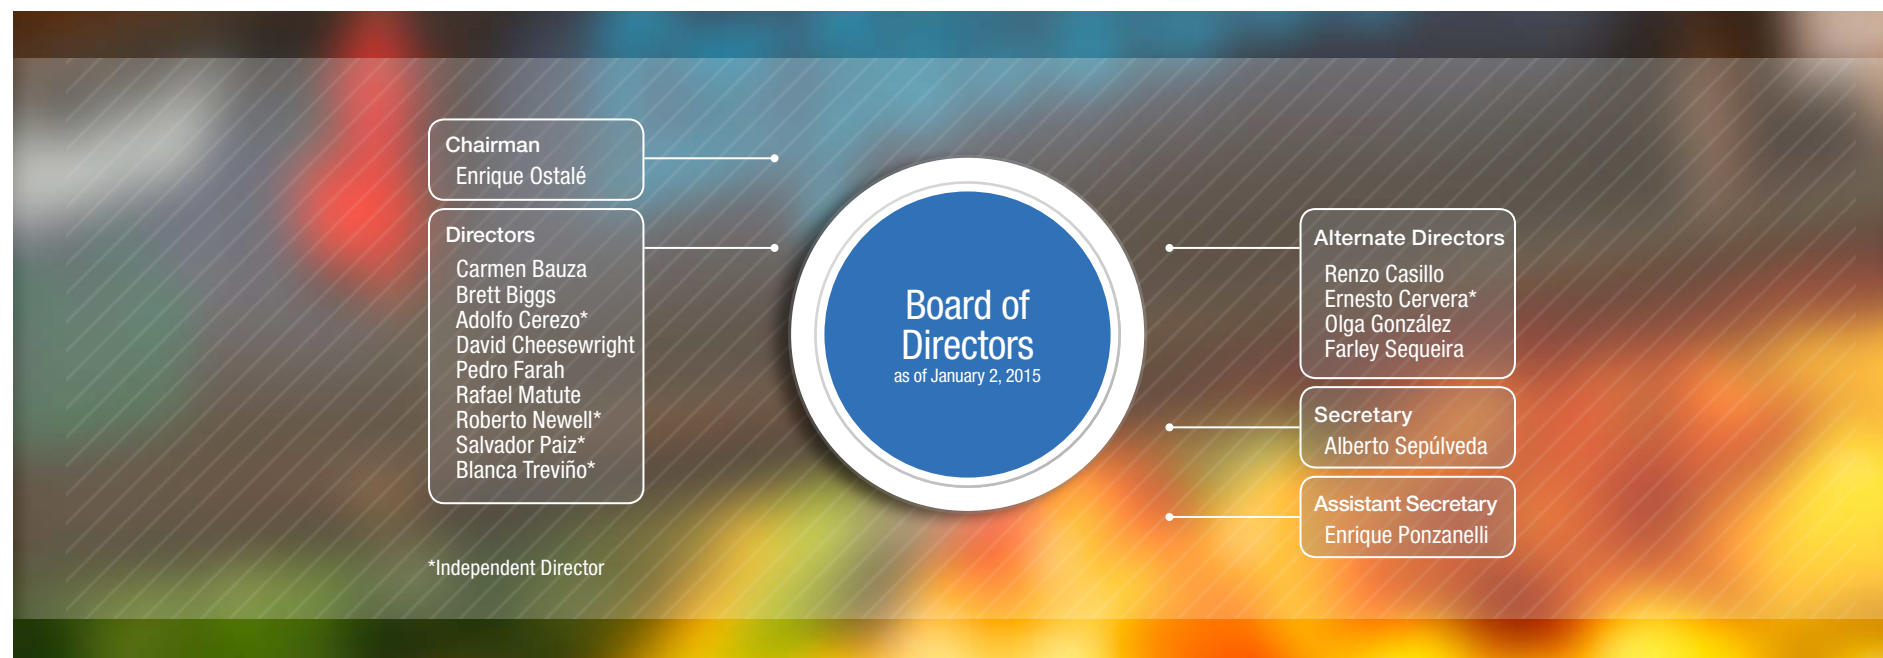 Chairman
Enrique Ostalé
Directors
Carmen Bauza
Brett Biggs
Adolfo Cerezo*
David Cheesewright
Pedro Farah
Rafael Matute
Roberto Newell*
Salvador Paiz*
Blanca Treviño*
*Independent Director
Board of
Directors
as of January 2, 2015
Alternate Directors
Renzo Casillo
Ernesto Cervera*
Olga González
Farley Sequeira
Secretary
Alberto Sepúlveda
Assistant Secretary
Enrique Ponzanelli